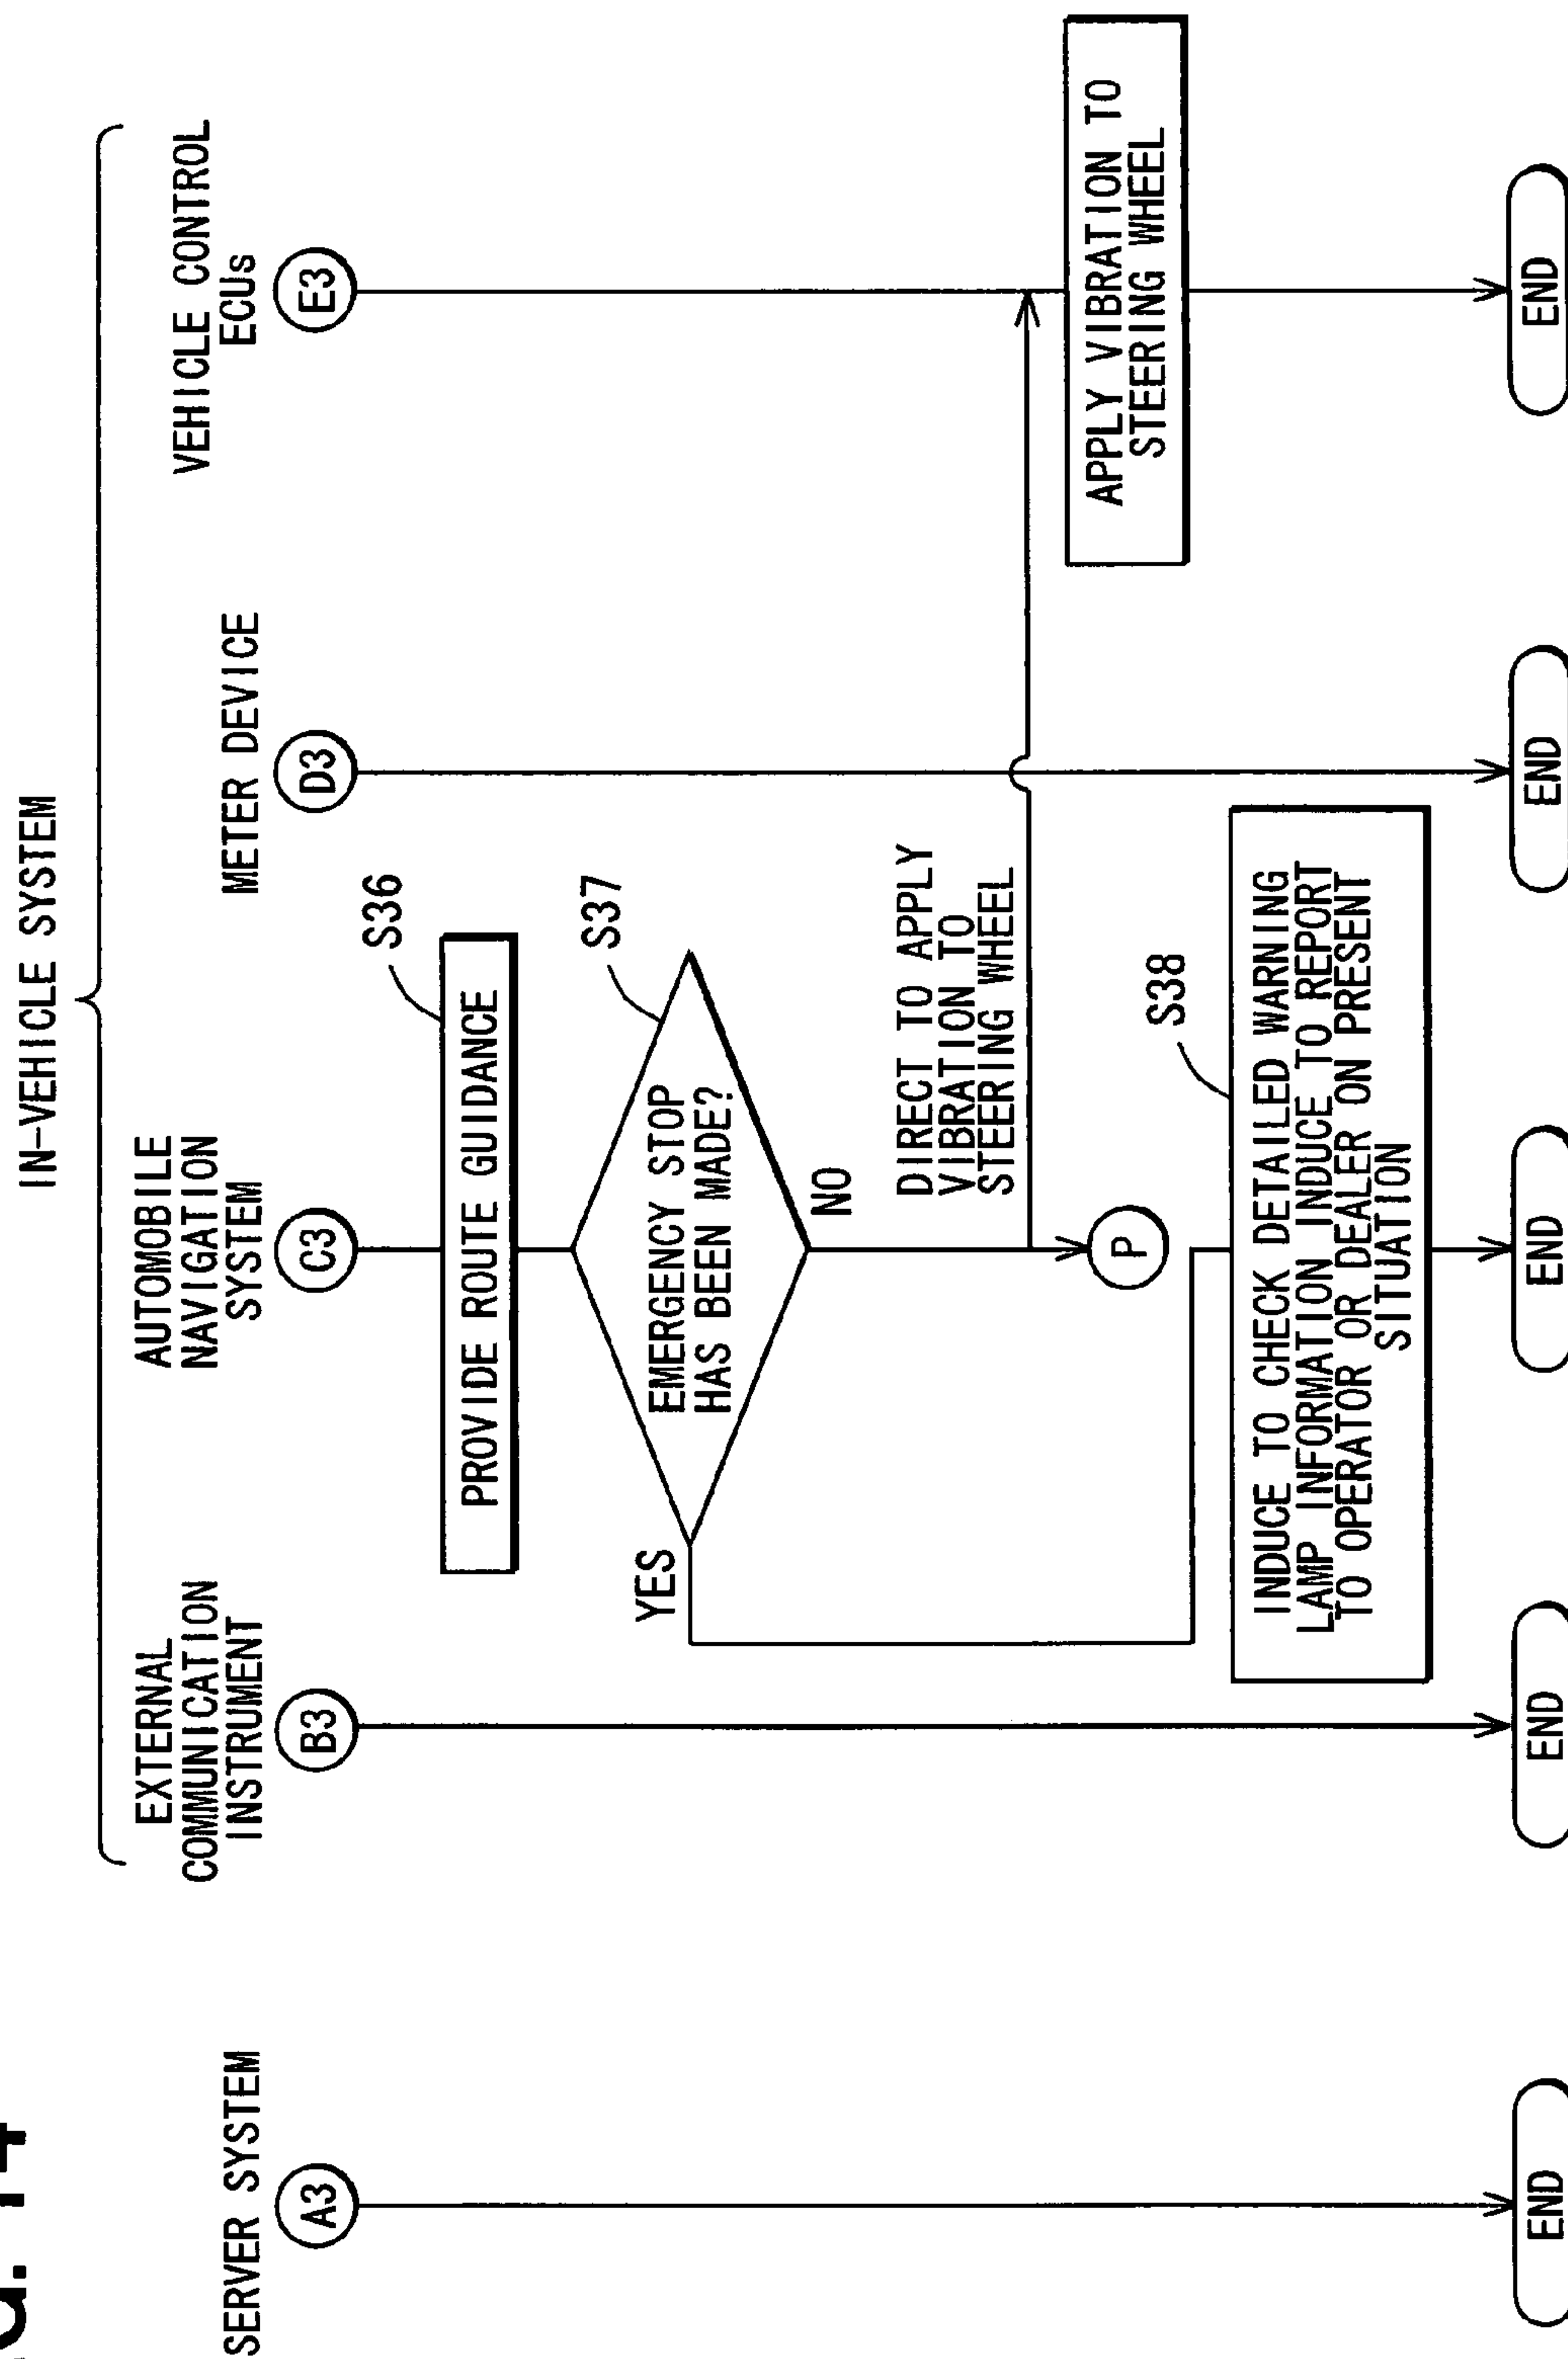 IN-VEHICLE SYSTEM
SERVER SYSTEM
EXTERNAL
COMMUNICATION
INSTRUMENT
AUTOMOBILE
NAVIGATION
SYSTEM
METER DEVICE
VEHICLE CONTROL
ECUs
A3
B3
C3
D3
E3
S36
PROVIDE ROUTE GUIDANCE
S37
EMERGENCY STOP
HAS BEEN MADE?
YES
NO
DIRECT TO APPLY
VIBRATION TO
STEERING WHEEL
P
APPLY VIBRATION TO
STEERING WHEEL
S38
INDUCE TO CHECK DETAILED WARNING
LAMP INFORMATION INDUCE TO REPORT
TO OPERATOR OR DEALER ON PRESENT
SITUATION
END
END
END
END
END